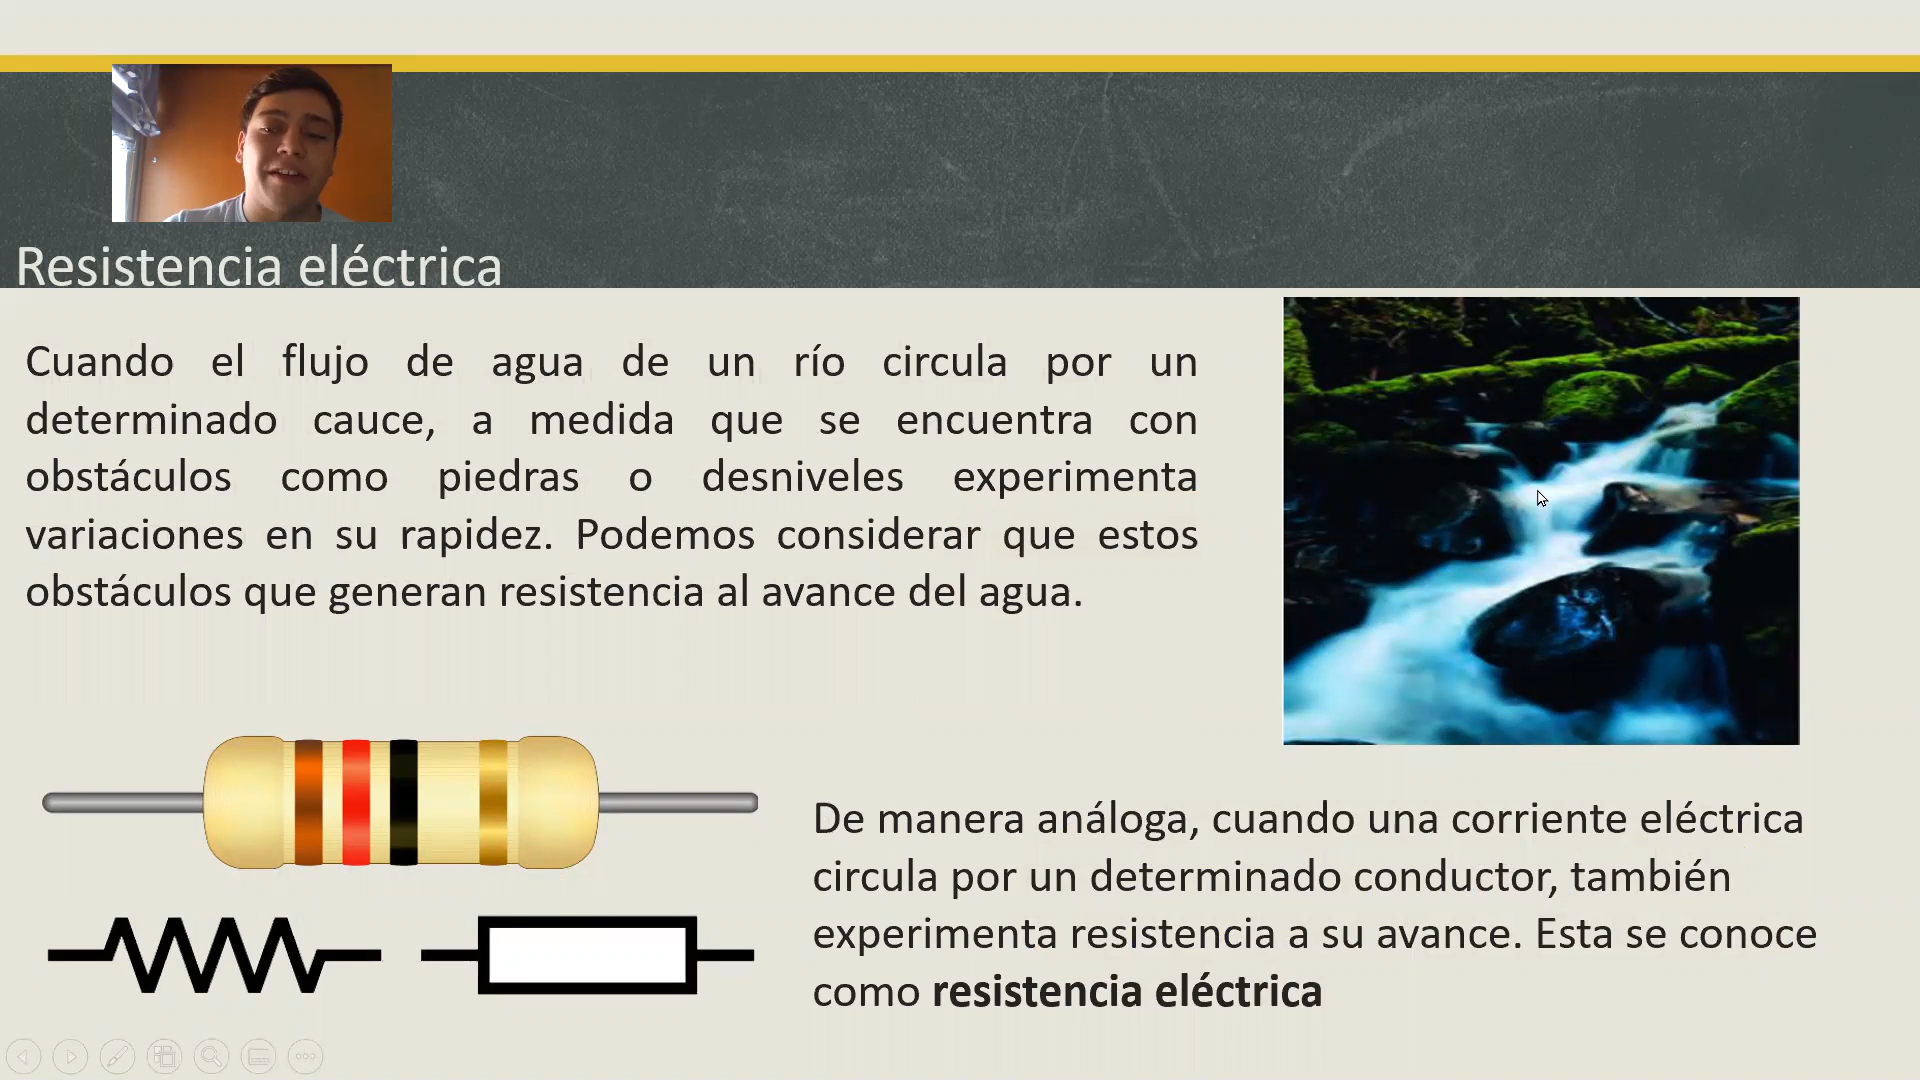 Resistencia eléctrica
Cuando el flujo de agua de un río circula por un
determinado cauce, a medida que se encuentra con
obstáculos como piedras o desniveles experimenta
variaciones en su rapidez. Podemos considerar que estos
obstáculos que generan resistencia al avance del agua.
De manera análoga, cuando una corriente eléctrica
circula por un determinado conductor, también
experimenta resistencia a su avance. Esta se conoce
como resistencia eléctrica